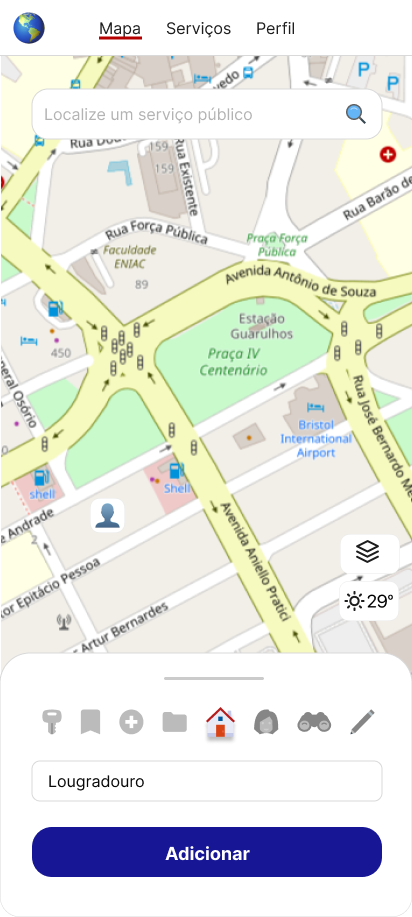 Mapa Serviços Perfil
vedo
P
P
Localize um serviço público
Rua Dou
159
159
Rua Existente
Rua Barão de
Rua Força Pública
Praça Força
Pública
Faculdade
ENIAC
89
Avenida Antônio de Souza
Estação
Guarulhos
450
Praça IV
Centenário
neral Osório
Rua José Bernardo M
Bristol
International
Airport
shell
Shell
e Andrade
Avenida Aniello Pratici
2
tor Epitácio Pessoa
Artur Bernardes
29°
Lougradouro
Adicionar